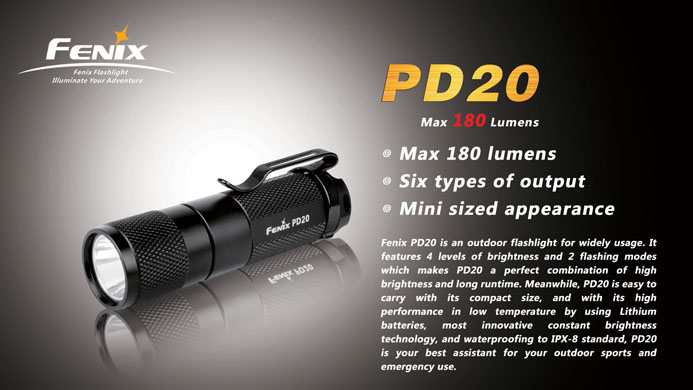 FENIX
Fenix Flashlight
Illuminate Your Adventure
PD20
Max 180 Lumens
Max 180 lumens
Six types of output
Mini sized appearance
FENIX PD20
Fenix PD20 is an outdoor flashlight for widely usage. It
features 4 levels of brightness and 2 flashing modes
which makes PD20 a perfect combination of high
brightness and long runtime. Meanwhile, PD20 is easy to
carry with its compact size, and with its high
performance in low temperature by using Lithium
batteries, most innovative constant brightness
technology, and waterproofing to IPX-8 standard, PD20
is your best assistant for your outdoor sports and
emergency use.